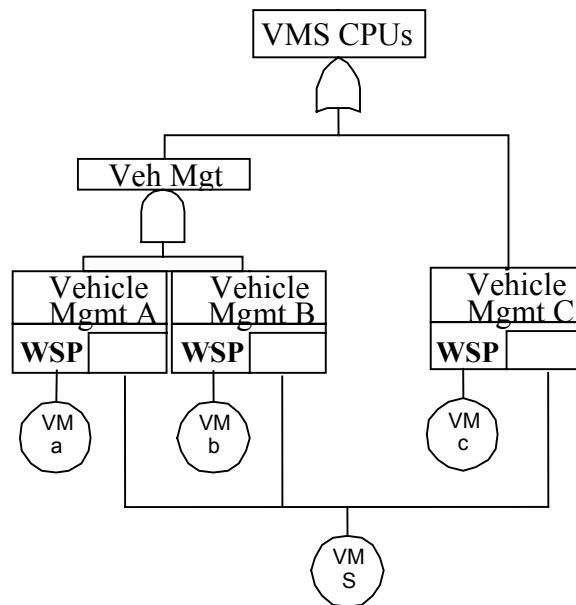 VMS CPUs
Veh Mgt
Vehicle
Mgmt A
Vehicle
Mgmt B
Vehicle
Mgmt C
WSP
WSP
WSP
VM
a
VM
b
VM
c
VM
S